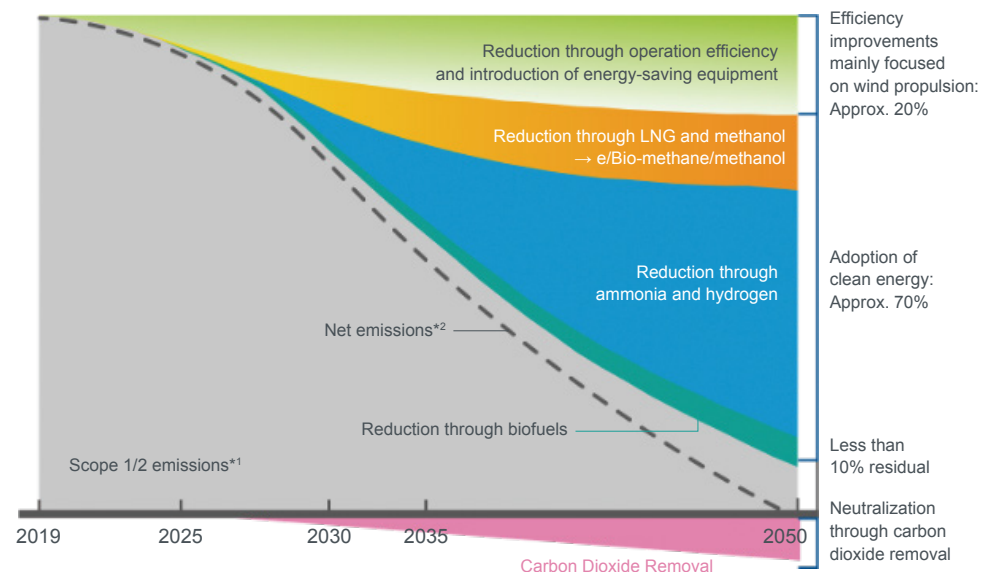 Efficiency
improvements
mainly focused
on wind propulsion:
Approx. 20%
Reduction through operation efficiency
and introduction of energy-saving equipment
Reduction through LNG and methanol
→ e/Bio-methane/methanol
Adoption of
clean energy:
Approx. 70%
Reduction through
ammonia and hydrogen
Net emissions*2
Reduction through biofuels
Less than
10% residual
Scope 1/2 emissions*1
Neutralization
through carbon
dioxide removal
2019
2025
2030
2035
2050
Carbon Dioxide Removal